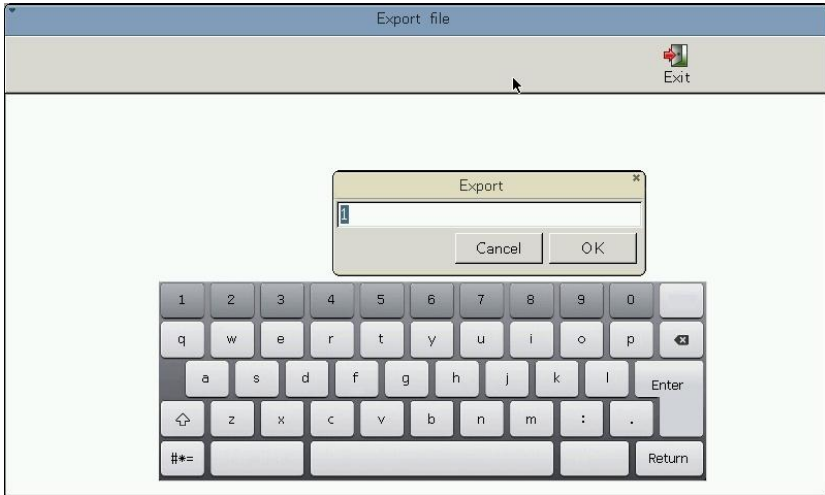 Export file
Exit
Export
1
Cancel OK
1 2 3 4 5 6 7 8 9 0
q w e r t y u i o p
a s d f g h j k l Enter
z x c v b n m : .
#*= Return